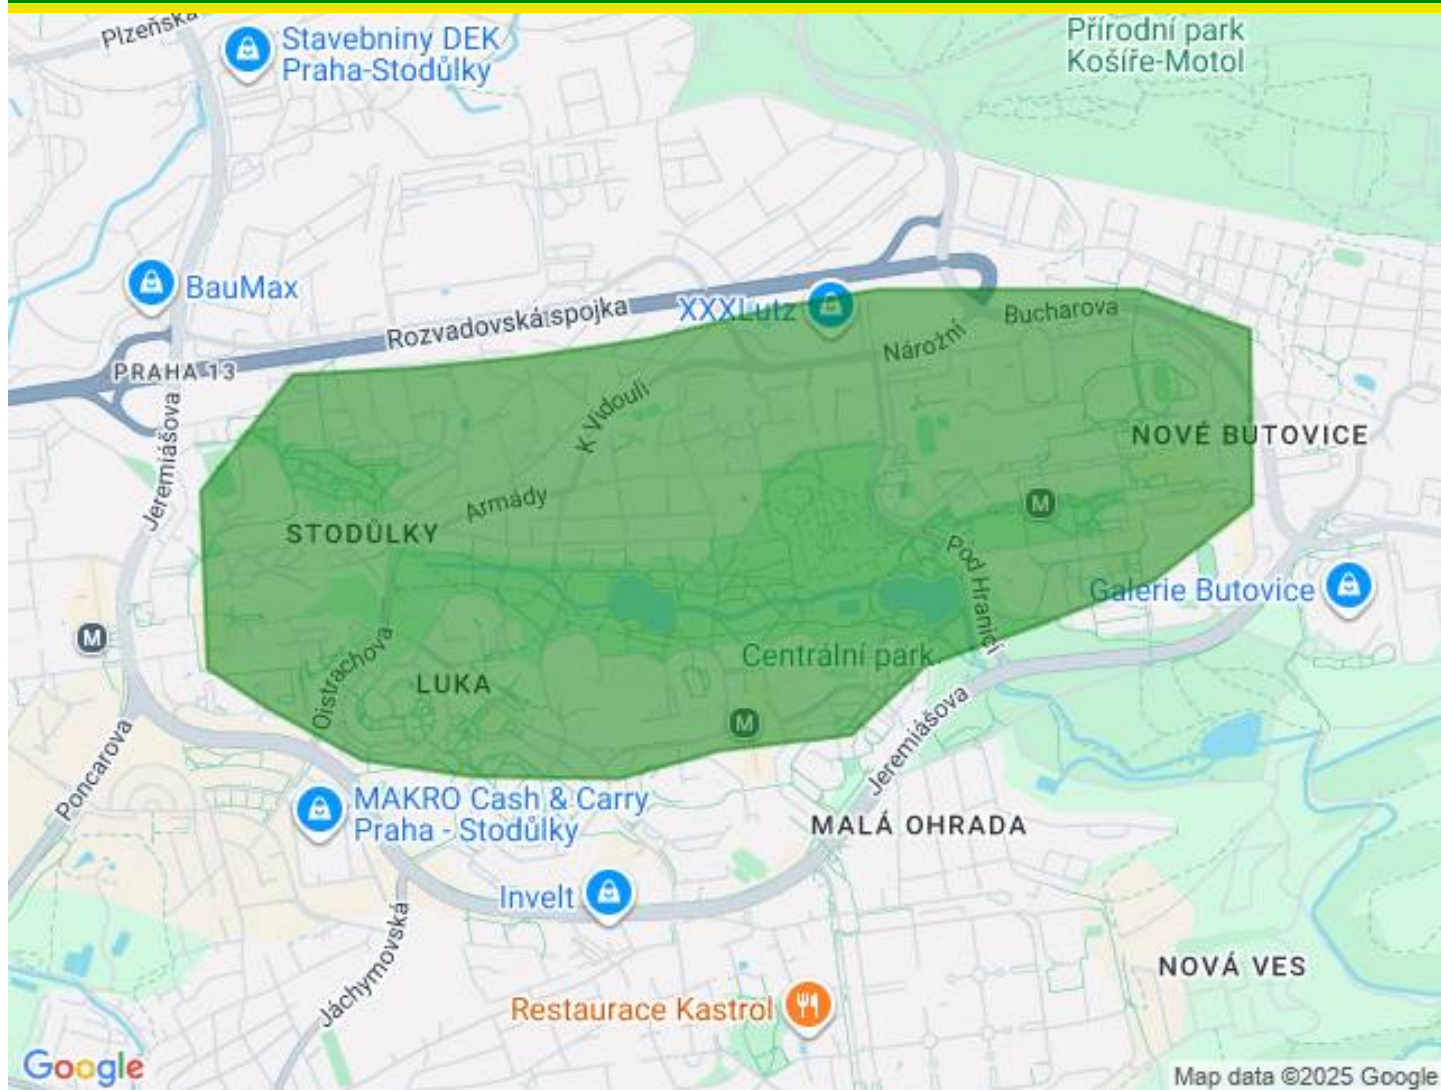 Plzeňská
Stavebniny DEK
Praha-Stodůlky
Přírodní park
Košíře-Motol
BauMax
Rozvadovská spojka
XXXLutz
Bucharova
Nárožní
PRAHA 13
Jeremiášova
K Vidouli
NOVÉ BUTOVICE
Armády
STODŮLKY
M
Pod Hranicí
Galerie Butovice
M
Oistrachova
Centrální park
LUKA
M
Jeremiášova
Poncarova
MAKRO Cash & Carry
Praha - Stodůlky
MALÁ OHRADA
Invelt
Jáchymovská
NOVÁ VES
Restaurace Kastrol
Google
Map data ©2025 Google